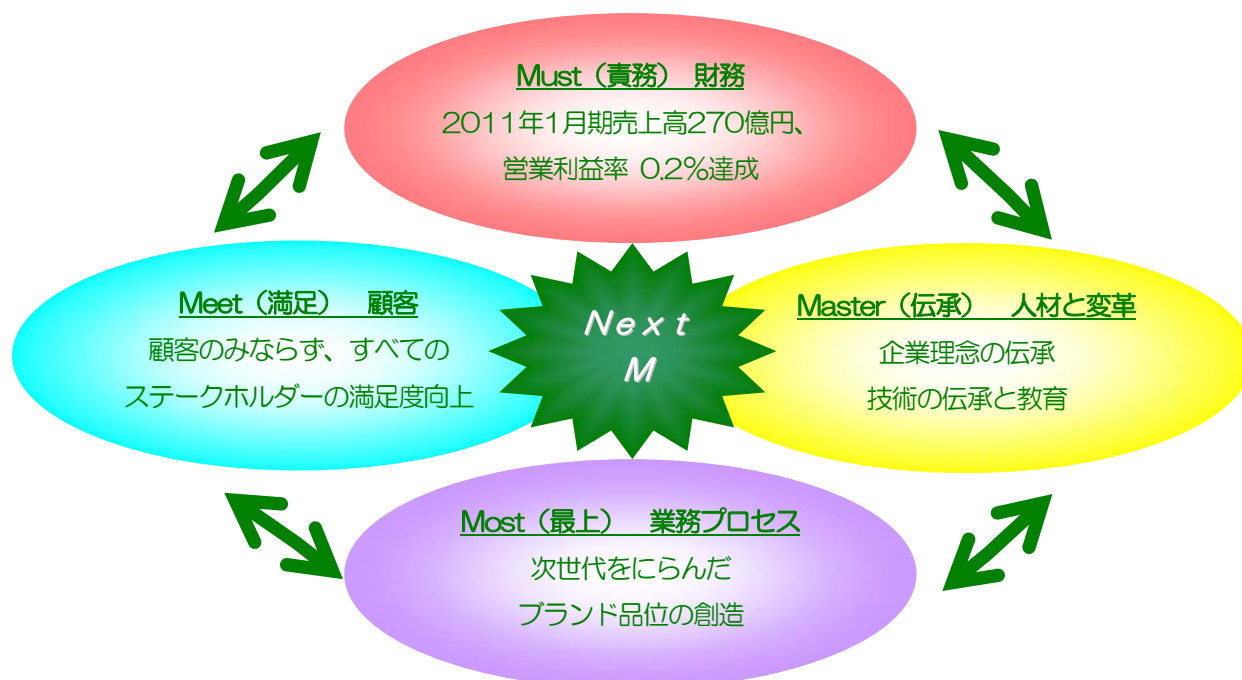 Must（責務）　財務
2011年1月期売上高270億円、
営業利益率 0.2％達成
Meet（満足）　顧客
顧客のみならず、すべての
ステークホルダーの満足度向上
Next
M
Master（伝承）　人材と変革
企業理念の伝承
技術の伝承と教育
Most（最上）　業務プロセス
次世代をにらんだ
ブランド品位の創造